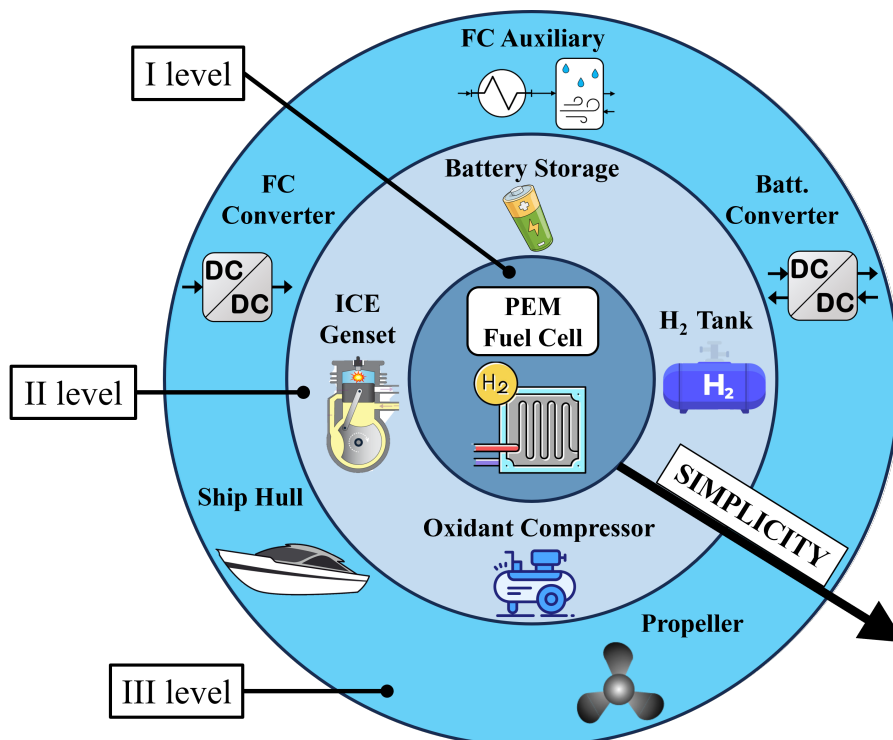 FC Auxiliary
I level
Battery Storage
FC
Converter
Batt.
Converter
DC
DC
DC
DC
ICE
Genset
PEM
Fuel Cell
H₂ Tank
H₂
H₂
II level
SIMPLICITY
Ship Hull
Oxidant Compressor
Propeller
III level